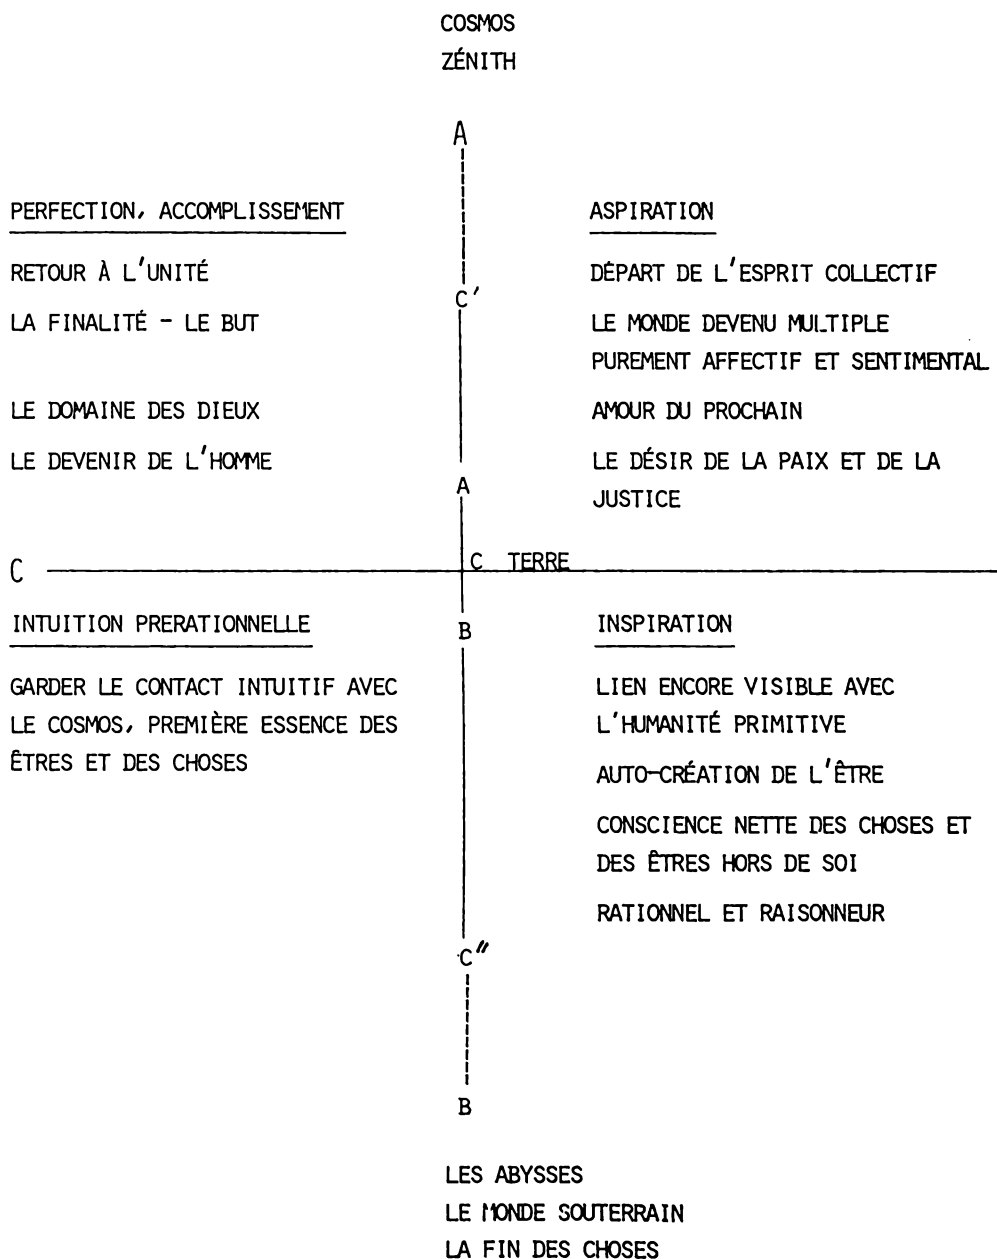 COSMOS
ZÉNITH
A
PERFECTION, ACCOMPLISSEMENT
RETOUR À L'UNITÉ
LA FINALITÉ - LE BUT
LE DOMAINE DES DIEUX
LE DEVENIR DE L'HOMME
ASPIRATION
DÉPART DE L'ESPRIT COLLECTIF
LE MONDE DEVENU MULTIPLE
PUREMENT AFFECTIF ET SENTIMENTAL
AMOUR DU PROCHAIN
LE DÉSIR DE LA PAIX ET DE LA
JUSTICE
C'
A
C
C TERRE
B
INTUITION PRERATIONNELLE
GARDER LE CONTACT INTUITIF AVEC
LE COSMOS, PREMIÈRE ESSENCE DES
ÊTRES ET DES CHOSES
INSPIRATION
LIEN ENCORE VISIBLE AVEC
L'HUMANITÉ PRIMITIVE
AUTO-CRÉATION DE L'ÊTRE
CONSCIENCE NETTE DES CHOSES ET
DES ÊTRES HORS DE SOI
RATIONNEL ET RAISONNEUR
C"
B
LES ABYSSES
LE MONDE SOUTERRAIN
LA FIN DES CHOSES